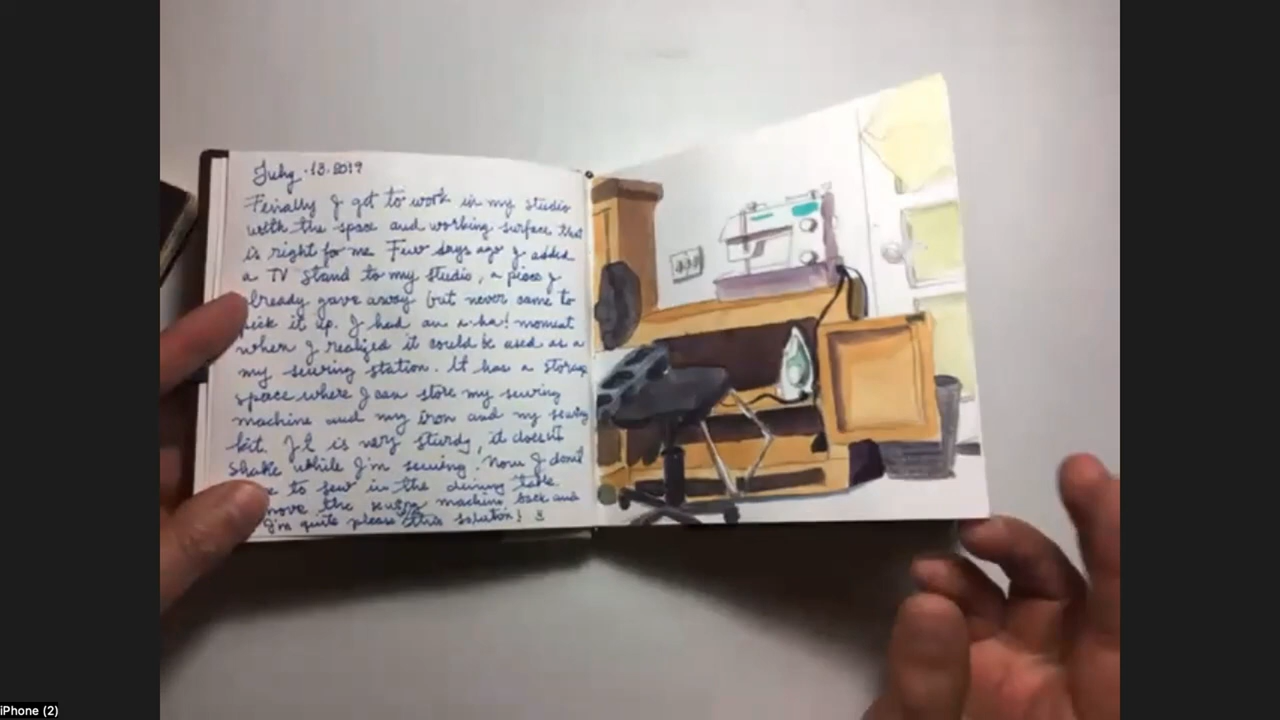 July · 13 · 2019
Finally I got to work in my studio
with the space and working surface that
is right for me. Few days ago I added
a TV stand to my studio, a piece I
already gave away but never came to
pick it up. I had an a-ha! moment
when I realized it could be used as a
my sewing station. It has a storage
space where I can store my sewing
machine and my iron and my sewing
kit. It is very sturdy, it doesn't
shake while I'm sewing. Now I don't
to sew in the dining table
move the machine back and
I'm quite please this solution!
iPhone (2)